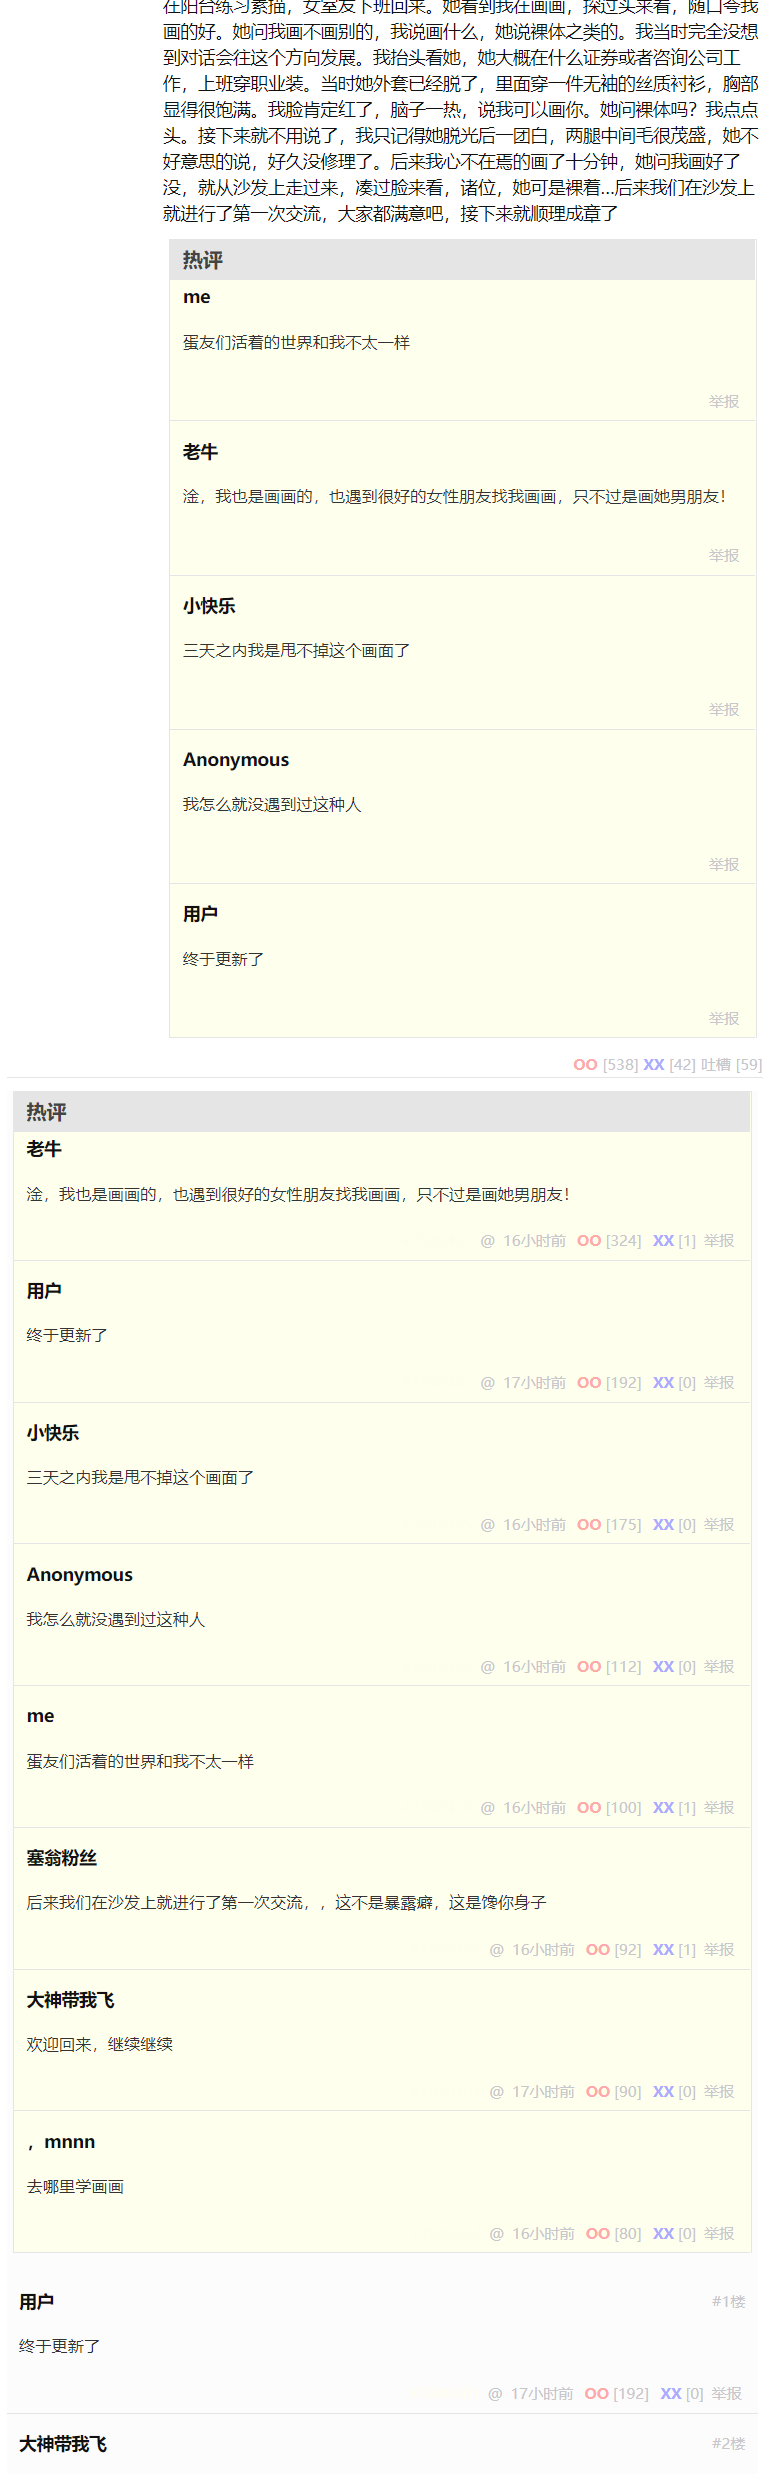 在阳台练习素描，女室友下班回来。她看到我在画画，探过头来看，随口夸我
画的好。她问我画不画别的，我说画什么，她说裸体之类的。我当时完全没想
到对话会往这个方向发展。我抬头看她，她大概在什么证券或者咨询公司工
作，上班穿职业装。当时她外套已经脱了，里面穿一件无袖的丝质衬衫，胸部
显得很饱满。我脸肯定红了，脑子一热，说我可以画你。她问裸体吗？我点点
头。接下来就不用说了，我只记得她脱光后一团白，两腿中间毛很茂盛，她不
好意思的说，好久没修理了。后来我心不在焉的画了十分钟，她问我画好了
没，就从沙发上走过来，凑过脸来看，诸位，她可是裸着...后来我们在沙发上
就进行了第一次交流，大家都满意吧，接下来就顺理成章了
热评
me
蛋友们活着的世界和我不太一样
举报
老牛
淦，我也是画画的，也遇到很好的女性朋友找我画画，只不过是画她男朋友！
举报
小快乐
三天之内我是甩不掉这个画面了
举报
Anonymous
我怎么就没遇到过这种人
举报
用户
终于更新了
举报
OO [538] XX [42] 吐槽 [59]
热评
老牛
淦，我也是画画的，也遇到很好的女性朋友找我画画，只不过是画她男朋友！
@ 16小时前 OO [324] XX [1] 举报
用户
终于更新了
@ 17小时前 OO [192] XX [0] 举报
小快乐
三天之内我是甩不掉这个画面了
@ 16小时前 OO [175] XX [0] 举报
Anonymous
我怎么就没遇到过这种人
@ 16小时前 OO [112] XX [0] 举报
me
蛋友们活着的世界和我不太一样
@ 16小时前 OO [100] XX [1] 举报
塞翁粉丝
后来我们在沙发上就进行了第一次交流，，这不是暴露癖，这是馋你身子
@ 16小时前 OO [92] XX [1] 举报
大神带我飞
欢迎回来，继续继续
@ 17小时前 OO [90] XX [0] 举报
，mnnn
去哪里学画画
@ 16小时前 OO [80] XX [0] 举报
用户 #1楼
终于更新了
@ 17小时前 OO [192] XX [0] 举报
大神带我飞 #2楼